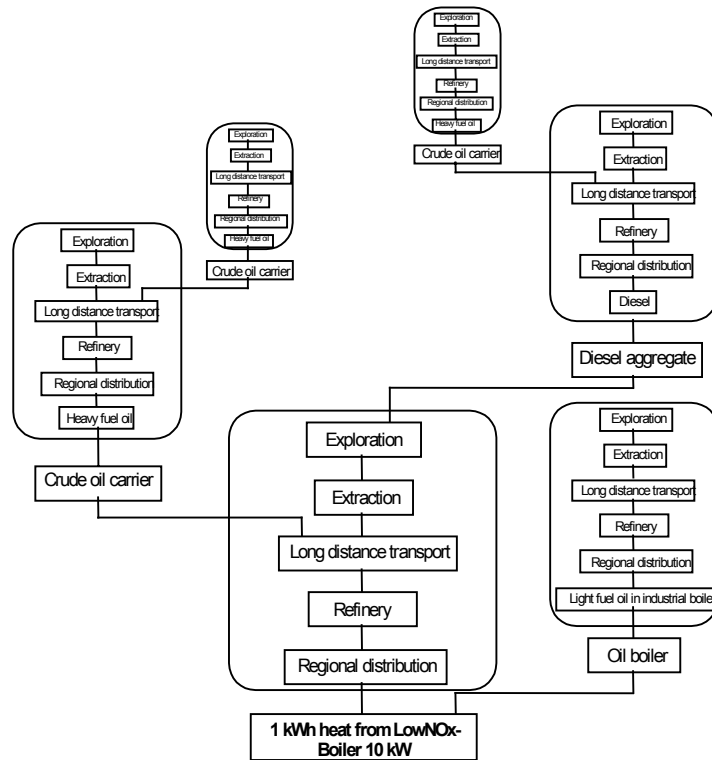 Exploration
Extraction
Long distance transport
Refinery
Regional distribution
Heavy fuel oil
Crude oil carrier
Exploration
Extraction
Long distance transport
Refinery
Regional distribution
Diesel
Diesel aggregate
Exploration
Extraction
Long distance transport
Refinery
Regional distribution
Heavy fuel oil
Crude oil carrier
Exploration
Extraction
Long distance transport
Refinery
Regional distribution
Heavy fuel oil
Crude oil carrier
Exploration
Extraction
Long distance transport
Refinery
Regional distribution
Exploration
Extraction
Long distance transport
Refinery
Regional distribution
Light fuel oil in industrial boile
Oil boiler
1 kWh heat from LowNOx-
Boiler 10 kW